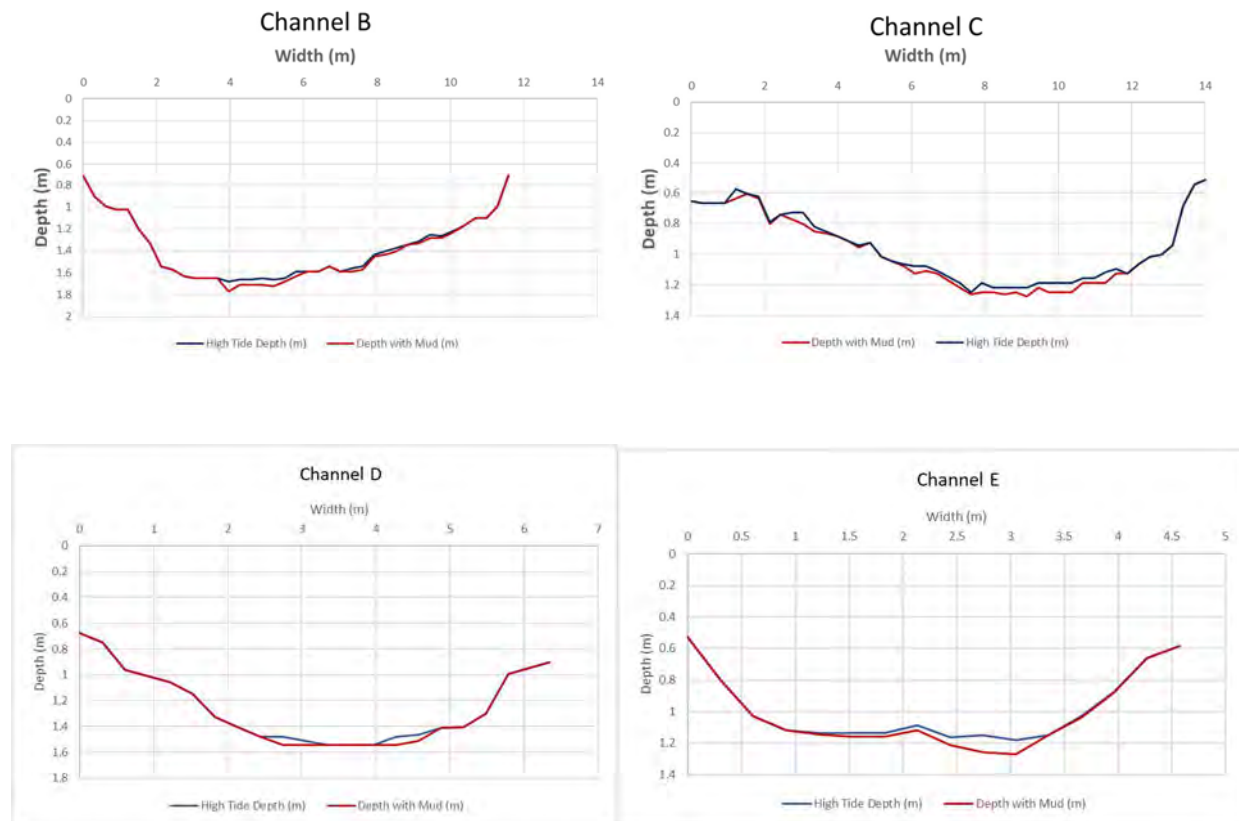 Channel B
Width (m)
0 2 4 6 8 10 12 14
0
0.2
0.4
0.6
0.8
1
1.2
1.4
1.6
1.8
2
Depth (m)
High Tide Depth (m) Depth with Mud (m)
Channel C
Width (m)
0 2 4 6 8 10 12 14
0
0.2
0.4
0.6
0.8
1
1.2
1.4
Depth (m)
Depth with Mud (m) High Tide Depth (m)
Channel D
Width (m)
0 1 2 3 4 5 6 7
0
0.2
0.4
0.6
0.8
1
1.2
1.4
1.6
1.8
Depth (m)
High Tide Depth (m) Depth with Mud (m)
Channel E
Width (m)
0 0.5 1 1.5 2 2.5 3 3.5 4 4.5 5
0
0.2
0.4
0.6
0.8
1
1.2
1.4
Depth (m)
High Tide Depth (m) Depth with Mud (m)